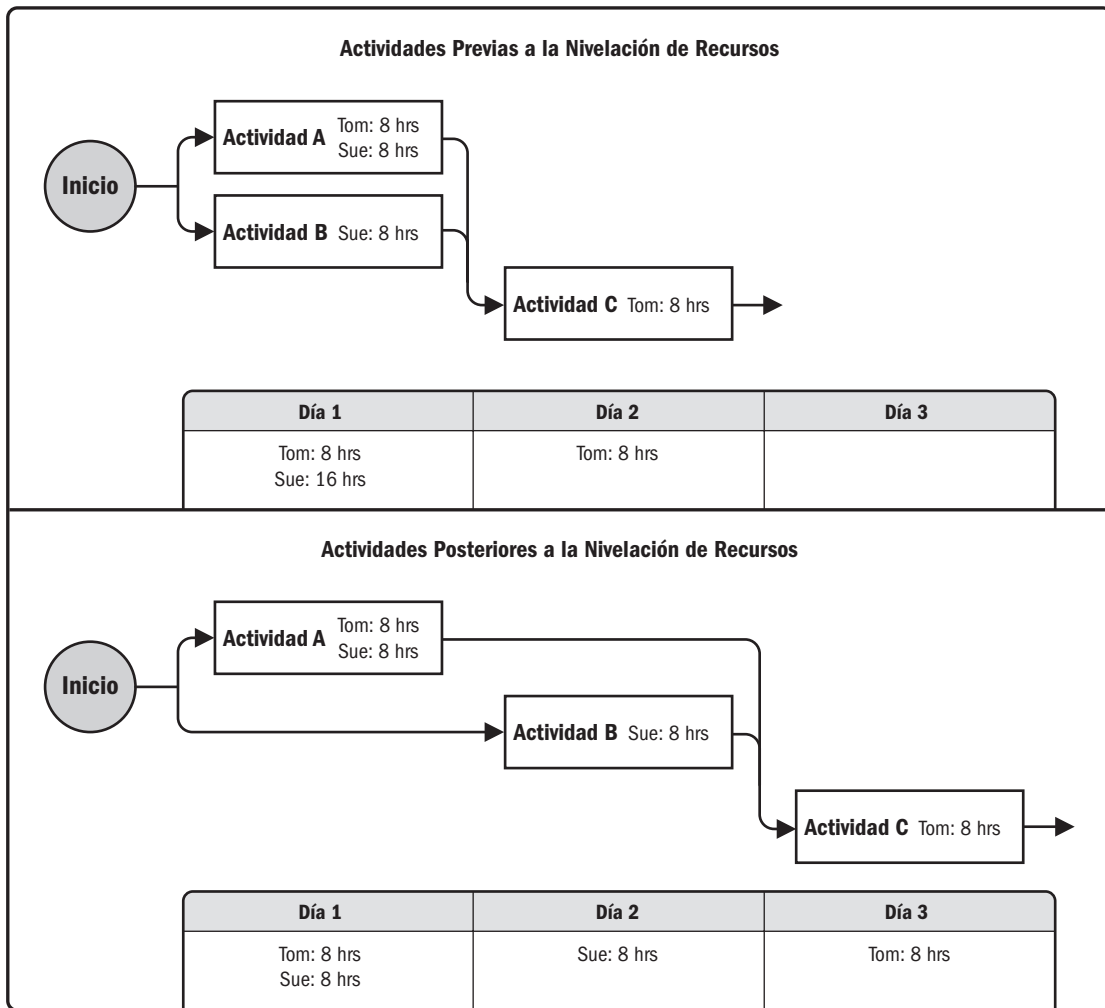 Actividades Previas a la Nivelación de Recursos
Inicio
Actividad A
Tom: 8 hrs
Sue: 8 hrs
Actividad B Sue: 8 hrs
Actividad C Tom: 8 hrs
Día 1 Día 2 Día 3
Tom: 8 hrs Tom: 8 hrs
Sue: 16 hrs
Actividades Posteriores a la Nivelación de Recursos
Inicio
Actividad A
Tom: 8 hrs
Sue: 8 hrs
Actividad B Sue: 8 hrs
Actividad C Tom: 8 hrs
Día 1 Día 2 Día 3
Tom: 8 hrs Sue: 8 hrs Tom: 8 hrs
Sue: 8 hrs